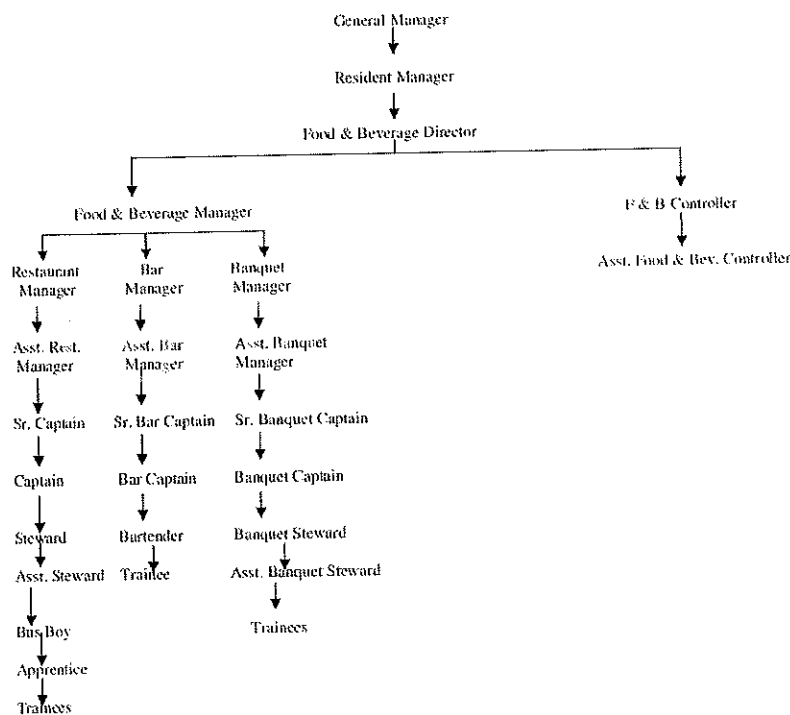 General Manager
Resident Manager
Food & Beverage Director
Food & Beverage Manager
F & B Controller
Asst. Food & Bev. Controller
Restaurant
Manager
Bar
Manager
Banquet
Manager
Asst. Rest.
Manager
Asst. Bar
Manager
Asst. Banquet
Manager
Sr. Captain
Sr. Bar Captain
Sr. Banquet Captain
Captain
Bar Captain
Banquet Captain
Steward
Bartender
Banquet Steward
Asst. Steward
Trainee
Asst. Banquet Steward
Bus Boy
Trainees
Apprentice
Trainees